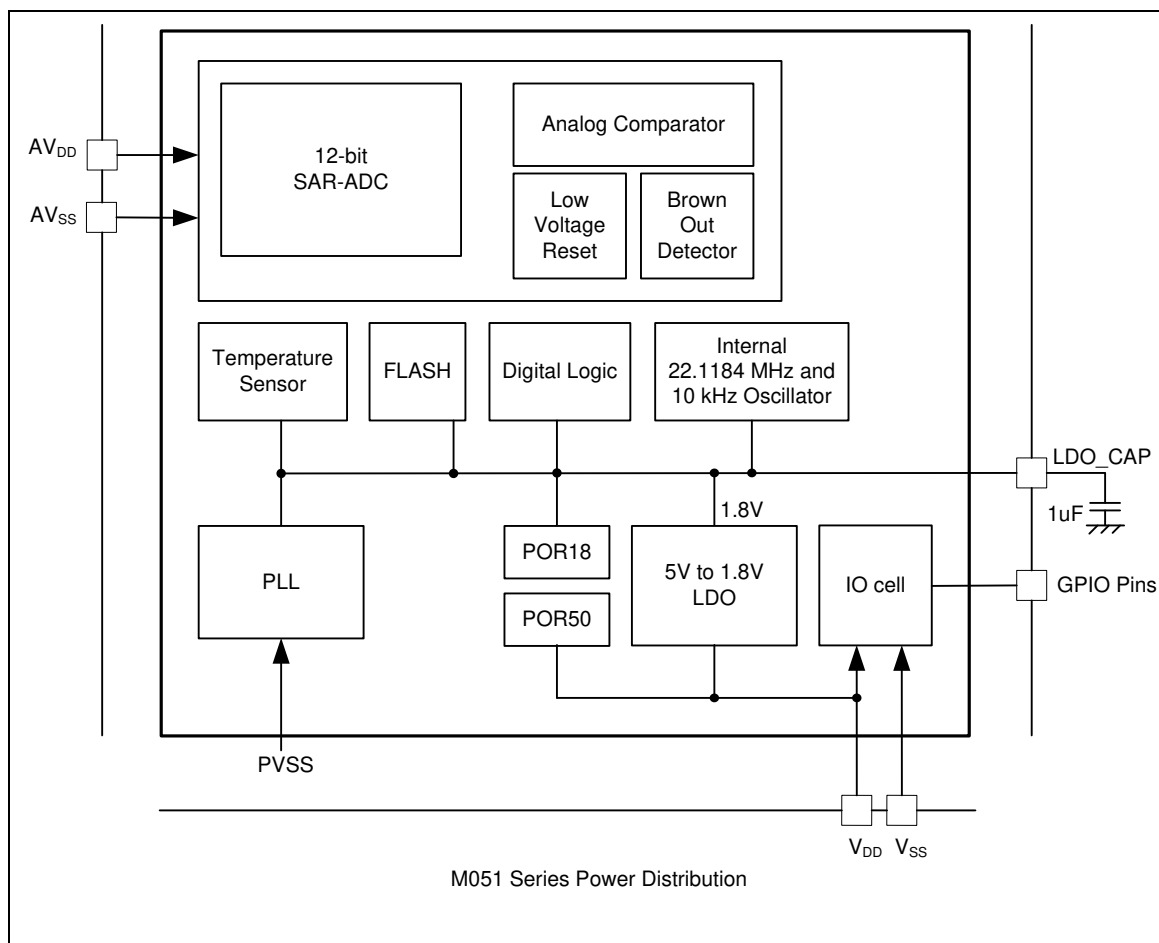 AVDD
AVSS
12-bit
SAR-ADC
Analog Comparator
Low
Voltage
Reset
Brown
Out
Detector
Temperature
Sensor
FLASH
Digital Logic
Internal
22.1184 MHz and
10 kHz Oscillator
LDO_CAP
1uF
1.8V
PLL
POR18
POR50
5V to 1.8V
LDO
IO cell
GPIO Pins
PVSS
VDD
VSS
M051 Series Power Distribution